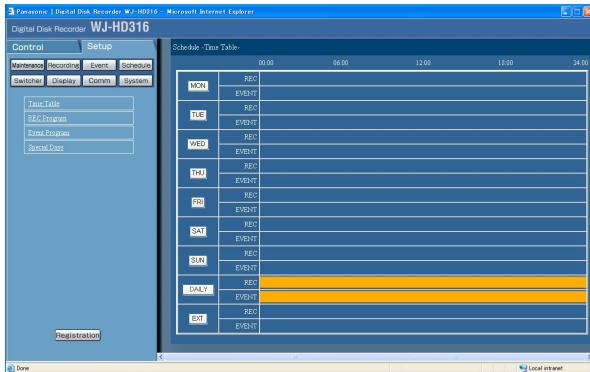 Panasonic | Digital Disk Recorder WJ-HD316 - Microsoft Internet Explorer
Digital Disk Recorder WJ-HD316
Control
Setup
Maintenance Recording Event Schedule
Switcher Display Comm System
Time Table
REC Program
Event Program
Special Days
Registration
Schedule -Time Table-
00:00 06:00 12:00 18:00 24:00
MON REC
EVENT
TUE REC
EVENT
WED REC
EVENT
THU REC
EVENT
FRI REC
EVENT
SAT REC
EVENT
SUN REC
EVENT
DAILY REC
EVENT
EXT REC
EVENT
Done
Local intranet